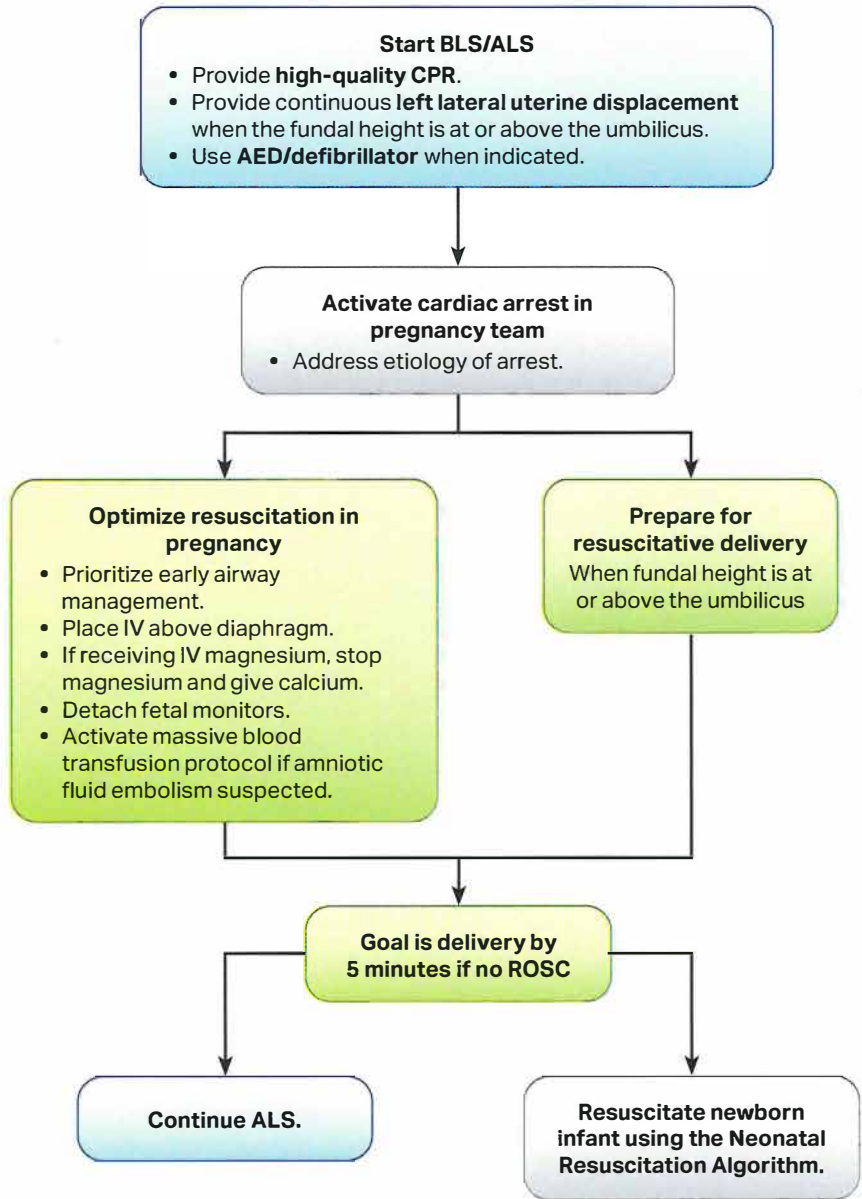 Start BLS/ALS
• Provide high-quality CPR.
• Provide continuous left lateral uterine displacement
when the fundal height is at or above the umbilicus.
• Use AED/defibrillator when indicated.
Activate cardiac arrest in
pregnancy team
• Address etiology of arrest.
Optimize resuscitation in
pregnancy
• Prioritize early airway
management.
• Place IV above diaphragm.
• If receiving IV magnesium, stop
magnesium and give calcium.
• Detach fetal monitors.
• Activate massive blood
transfusion protocol if amniotic
fluid embolism suspected.
Prepare for
resuscitative delivery
When fundal height is at
or above the umbilicus
Goal is delivery by
5 minutes if no ROSC
Continue ALS.
Resuscitate newborn
infant using the Neonatal
Resuscitation Algorithm.